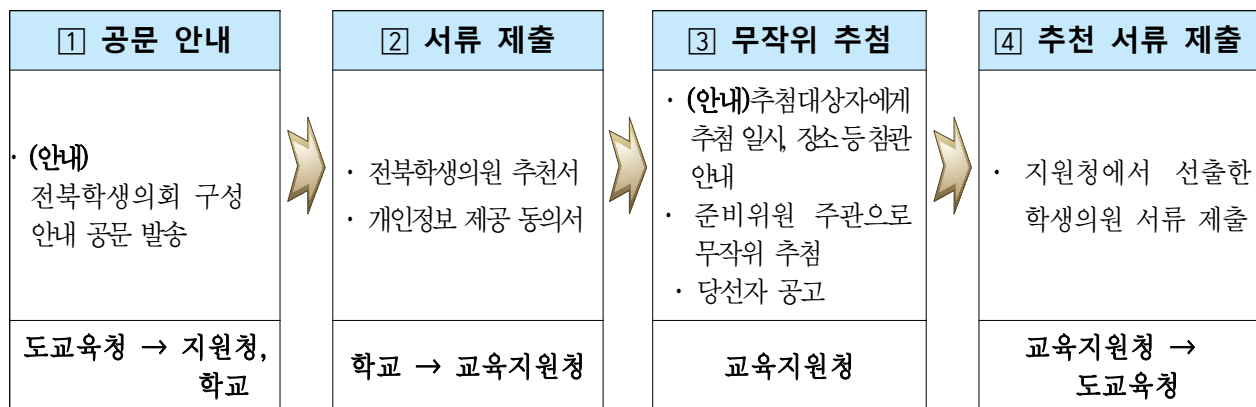 1 공문 안내
· (안내)
전북학생의회 구성
안내 공문 발송
도교육청 → 지원청,
학교
2 서류 제출
· 전북학생의원 추천서
· 개인정보 제공 동의서
학교 → 교육지원청
3 무작위 추첨
· (안내)추첨대상자에게
추첨 일시, 장소 등 참관
안내
· 준비위원 주관으로
무작위 추첨
· 당선자 공고
교육지원청
4 추천 서류 제출
· 지원청에서 선출한
학생의원 서류 제출
교육지원청 →
도교육청